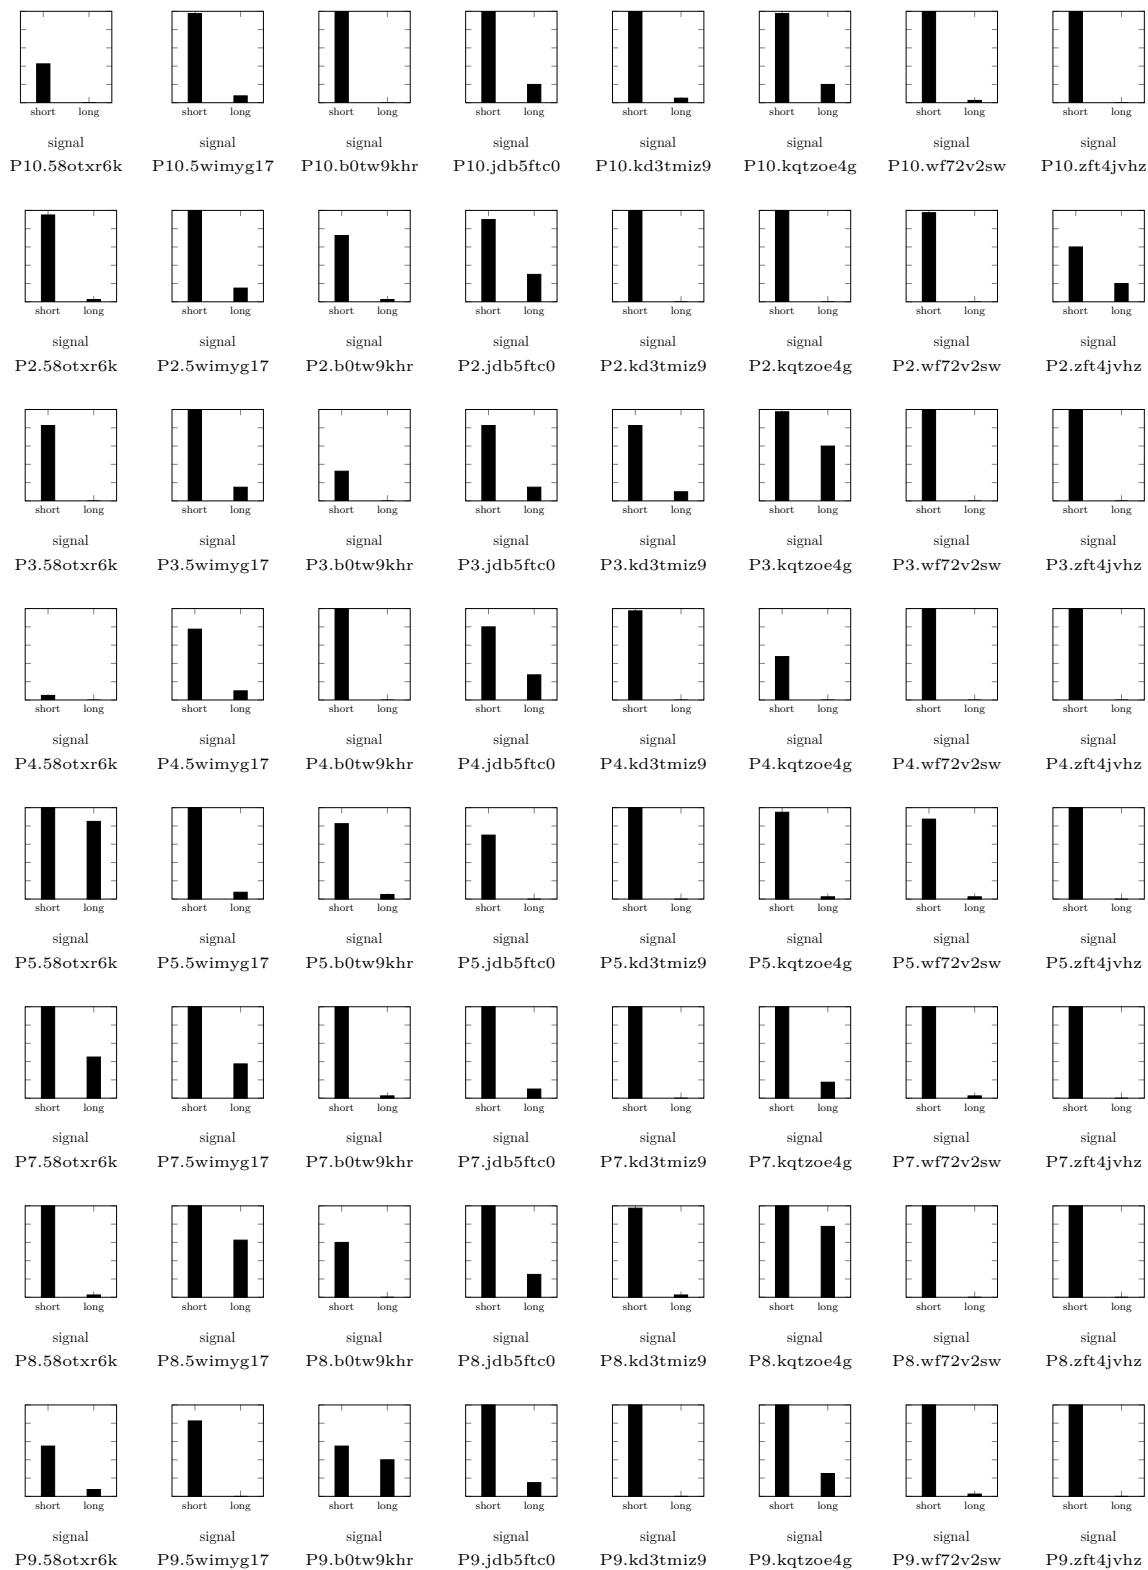 short long short long short long short long short long short long short long short long
signal signal signal signal signal signal signal signal
P10.58otxr6k P10.5wimyg17 P10.b0tw9khr P10.jdb5ftc0 P10.kd3tmiz9 P10.kqtzoe4g P10.wf72v2sw P10.zft4jvhz
short long short long short long short long short long short long short long short long
signal signal signal signal signal signal signal signal
P2.58otxr6k P2.5wimyg17 P2.b0tw9khr P2.jdb5ftc0 P2.kd3tmiz9 P2.kqtzoe4g P2.wf72v2sw P2.zft4jvhz
short long short long short long short long short long short long short long short long
signal signal signal signal signal signal signal signal
P3.58otxr6k P3.5wimyg17 P3.b0tw9khr P3.jdb5ftc0 P3.kd3tmiz9 P3.kqtzoe4g P3.wf72v2sw P3.zft4jvhz
short long short long short long short long short long short long short long short long
signal signal signal signal signal signal signal signal
P4.58otxr6k P4.5wimyg17 P4.b0tw9khr P4.jdb5ftc0 P4.kd3tmiz9 P4.kqtzoe4g P4.wf72v2sw P4.zft4jvhz
short long short long short long short long short long short long short long short long
signal signal signal signal signal signal signal signal
P5.58otxr6k P5.5wimyg17 P5.b0tw9khr P5.jdb5ftc0 P5.kd3tmiz9 P5.kqtzoe4g P5.wf72v2sw P5.zft4jvhz
short long short long short long short long short long short long short long short long
signal signal signal signal signal signal signal signal
P7.58otxr6k P7.5wimyg17 P7.b0tw9khr P7.jdb5ftc0 P7.kd3tmiz9 P7.kqtzoe4g P7.wf72v2sw P7.zft4jvhz
short long short long short long short long short long short long short long short long
signal signal signal signal signal signal signal signal
P8.58otxr6k P8.5wimyg17 P8.b0tw9khr P8.jdb5ftc0 P8.kd3tmiz9 P8.kqtzoe4g P8.wf72v2sw P8.zft4jvhz
short long short long short long short long short long short long short long short long
signal signal signal signal signal signal signal signal
P9.58otxr6k P9.5wimyg17 P9.b0tw9khr P9.jdb5ftc0 P9.kd3tmiz9 P9.kqtzoe4g P9.wf72v2sw P9.zft4jvhz